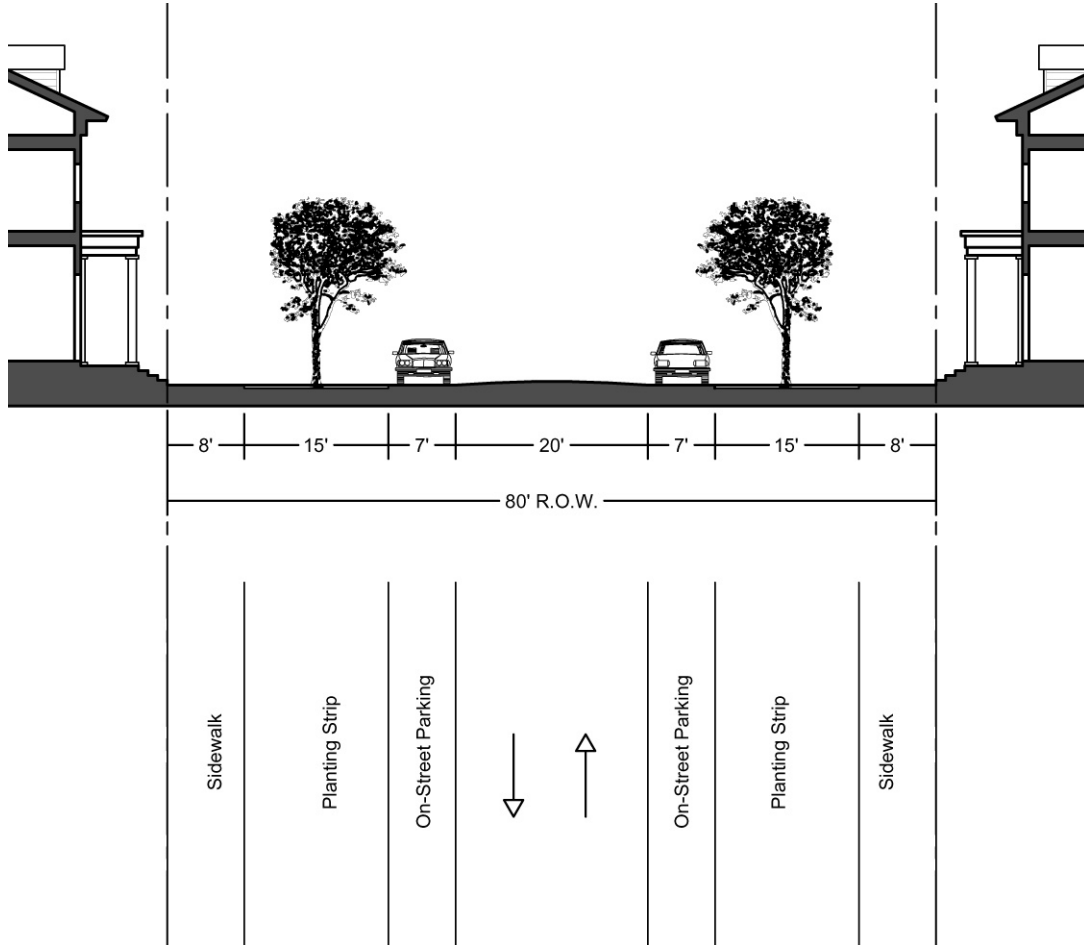 8' 15' 7' 20' 7' 15' 8'
80' R.O.W.
Sidewalk
Planting Strip
On-Street Parking
On-Street Parking
Planting Strip
Sidewalk